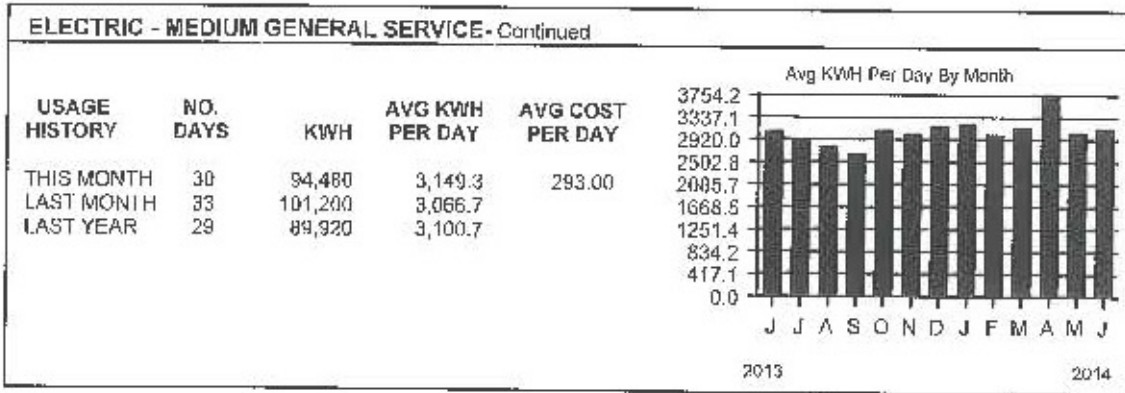 ELECTRIC - MEDIUM GENERAL SERVICE- Continued
USAGE HISTORY NO. DAYS KWH AVG KWH PER DAY AVG COST PER DAY
THIS MONTH 30 94,480 3,149.3 293.00
LAST MONTH 33 101,200 3,066.7
LAST YEAR 29 89,920 3,100.7
Avg KWH Per Day By Month
3754.2
3337.1
2920.0
2502.8
2085.7
1668.5
1251.4
834.2
417.1
0.0
J J A S O N D J F M A M J
2013 2014